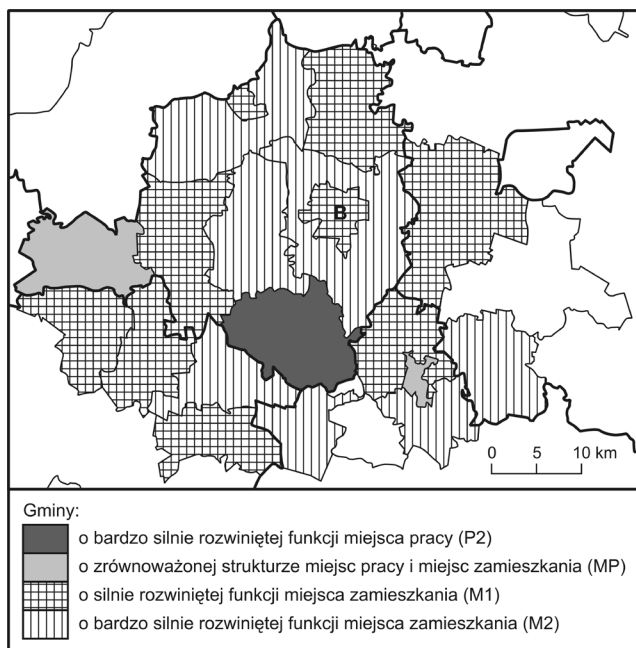 B
0 5 10 km
Gminy:
o bardzo silnie rozwiniętej funkcji miejsca pracy (P2)
o zrównoważonej strukturze miejsc pracy i miejsc zamieszkania (MP)
o silnie rozwiniętej funkcji miejsca zamieszkania (M1)
o bardzo silnie rozwiniętej funkcji miejsca zamieszkania (M2)